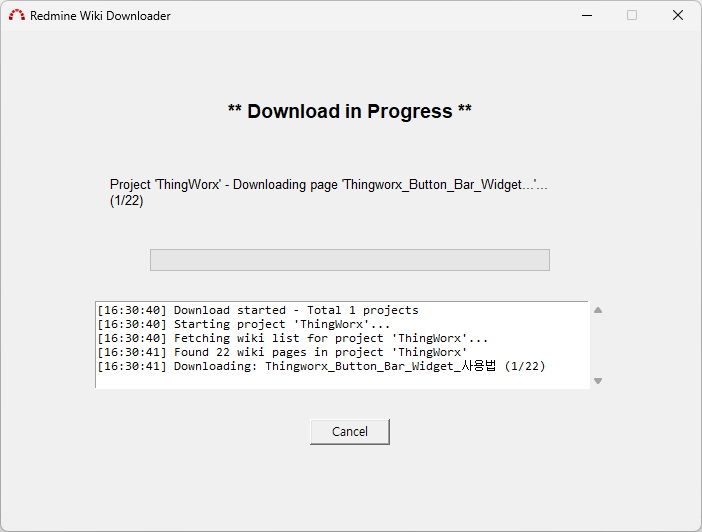 Redmine Wiki Downloader
** Download in Progress **
Project 'ThingWorx' - Downloading page 'Thingworx_Button_Bar_Widget...'...
(1/22)
[16:30:40] Download started - Total 1 projects
[16:30:40] Starting project 'ThingWorx'...
[16:30:40] Fetching wiki list for project 'ThingWorx'...
[16:30:41] Found 22 wiki pages in project 'ThingWorx'
[16:30:41] Downloading: Thingworx_Button_Bar_Widget_사용법 (1/22)
Cancel